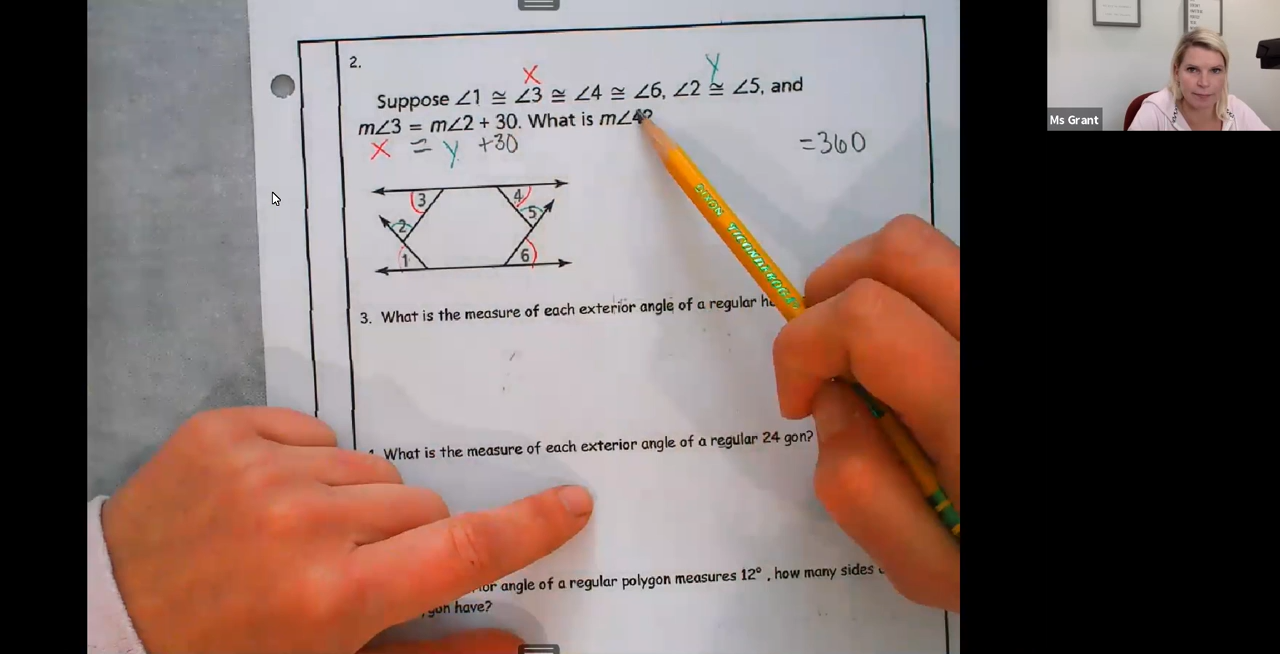 2.
X
Y
Suppose ∠1 ≅ ∠3 ≅ ∠4 ≅ ∠6, ∠2 ≅ ∠5, and
m∠3 = m∠2 + 30. What is m∠4?
X = y +30
=360
3
4
2
5
1
6
3. What is the measure of each exterior angle of a regular
What is the measure of each exterior angle of a regular 24 gon?
angle of a regular polygon measures 12°, how many sides
have?
DIXON TICONDEROGA
Ms Grant